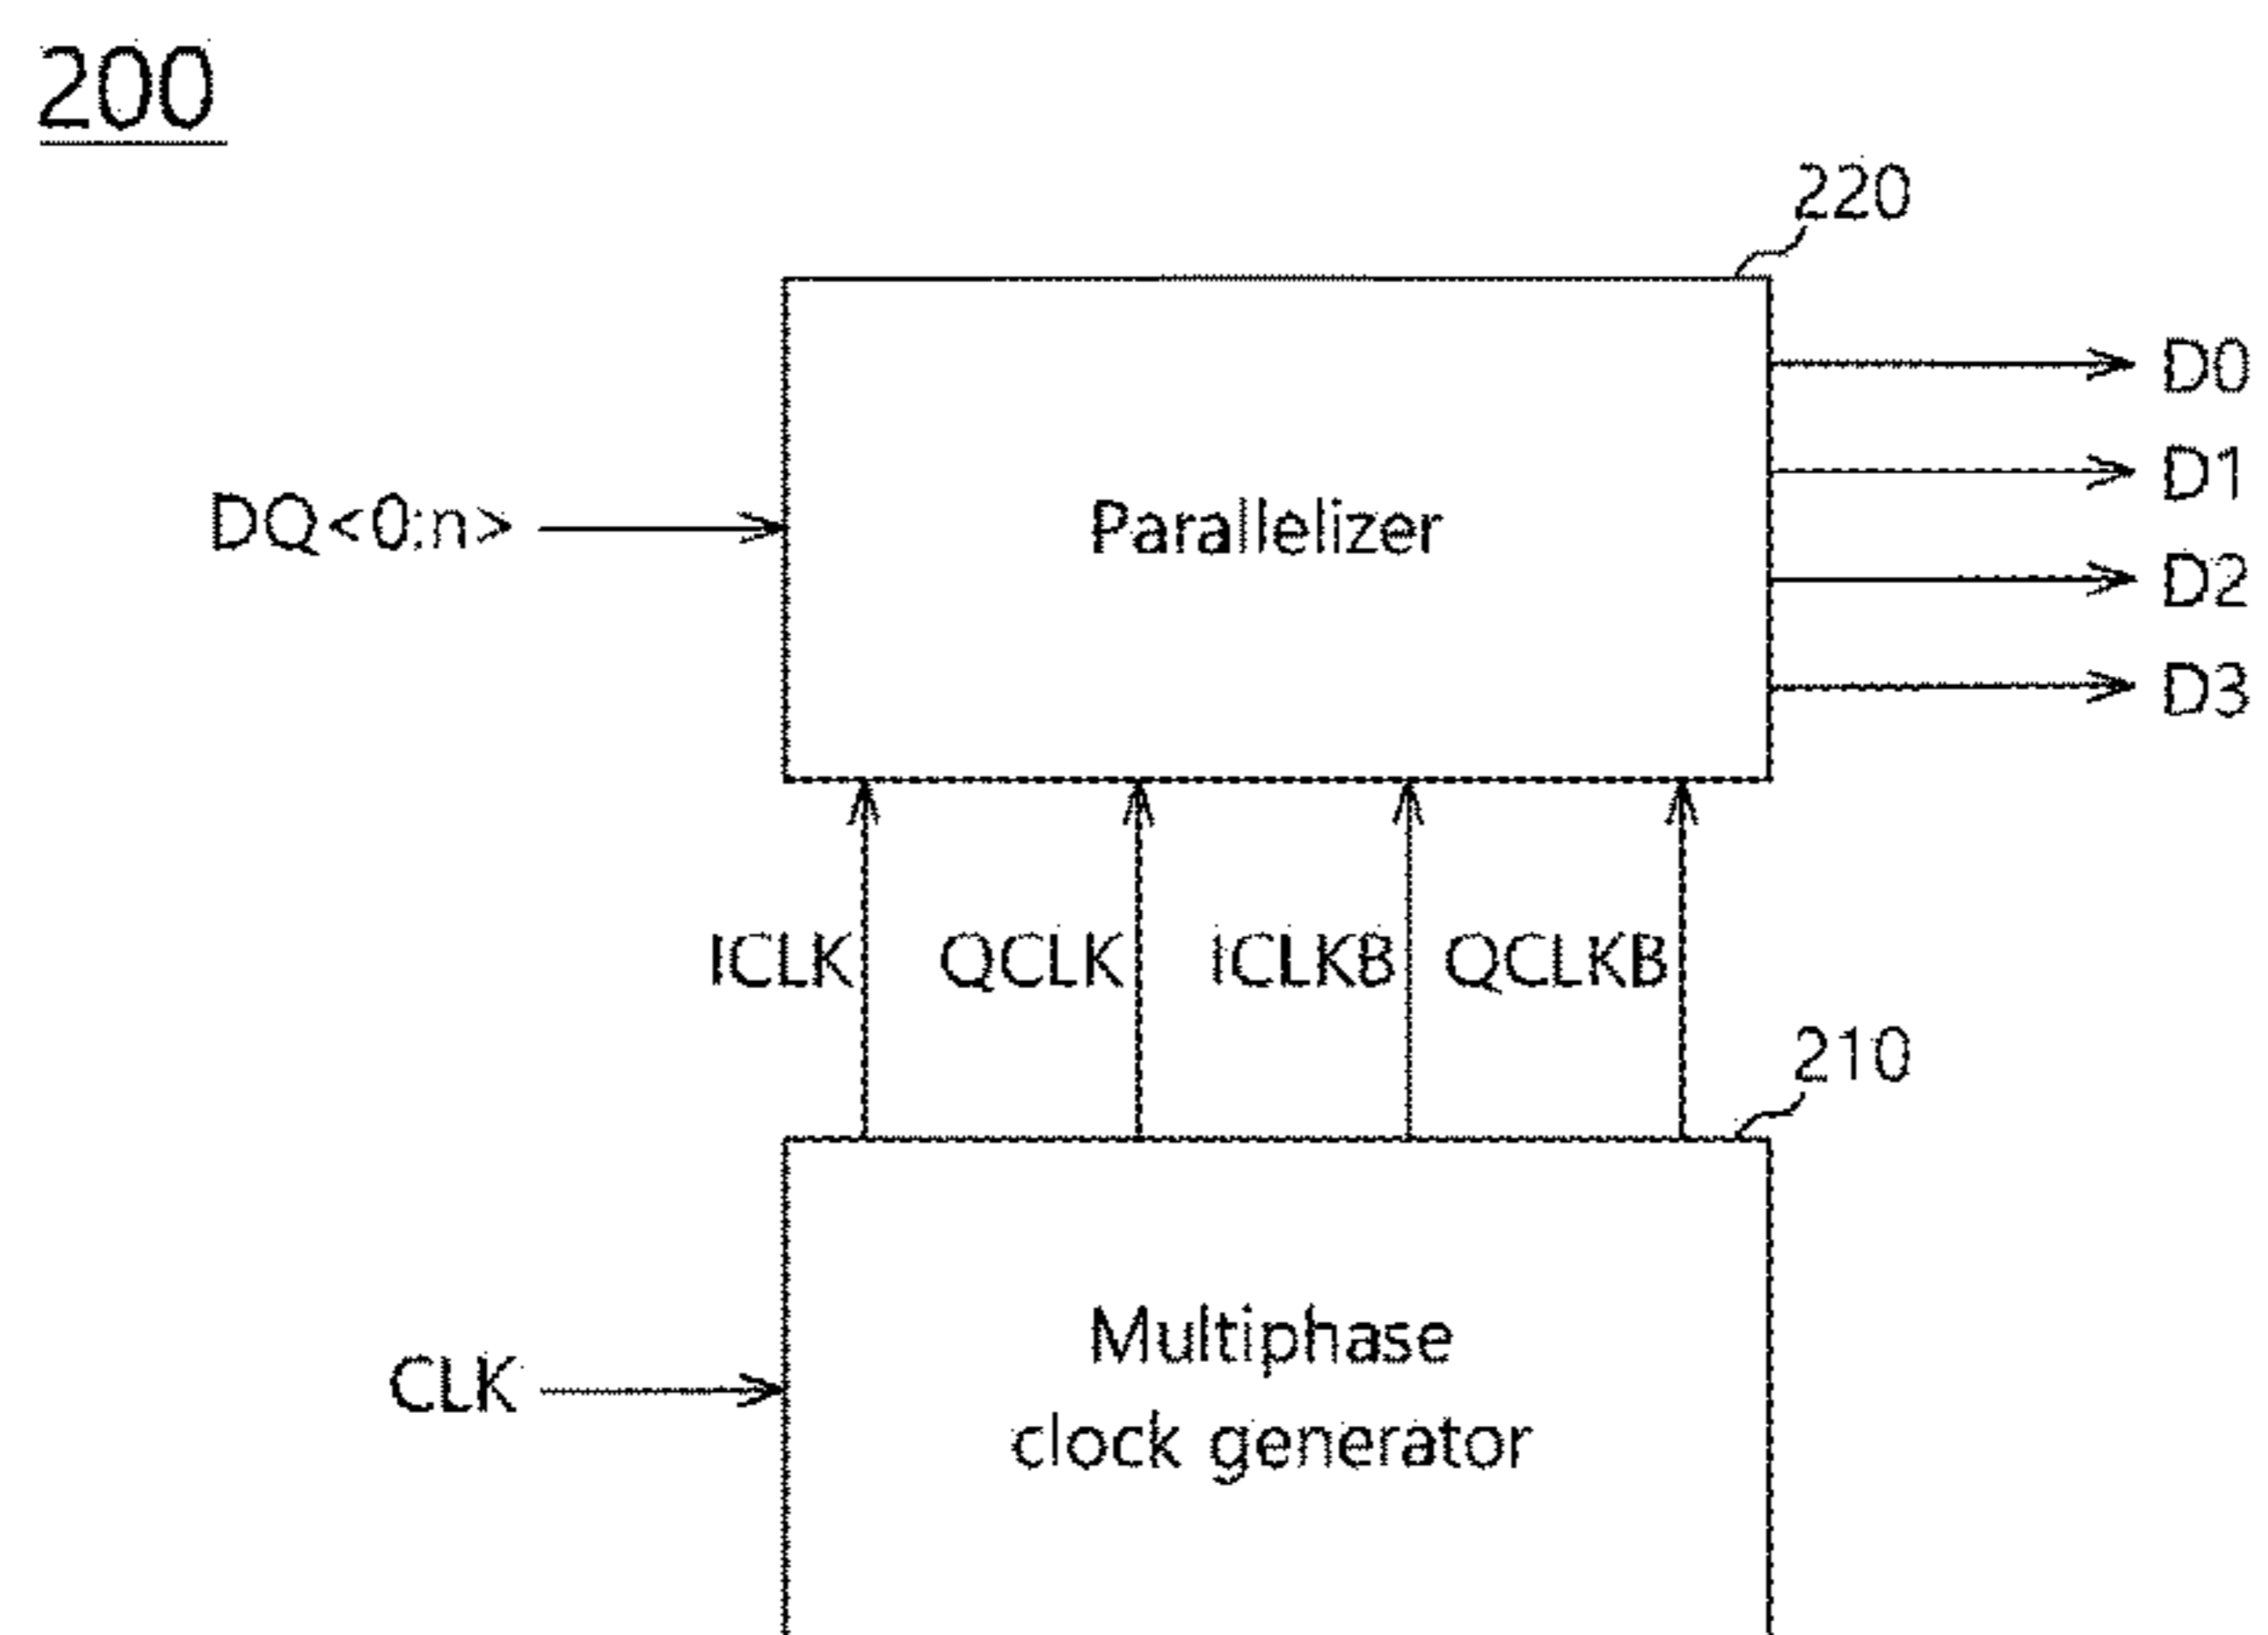 200
220
D0
D1
DQ<0:n>
Parallelizer
D2
D3
ICLK
QCLK
ICLKB
QCLKB
210
Multiphase
CLK
clock generator